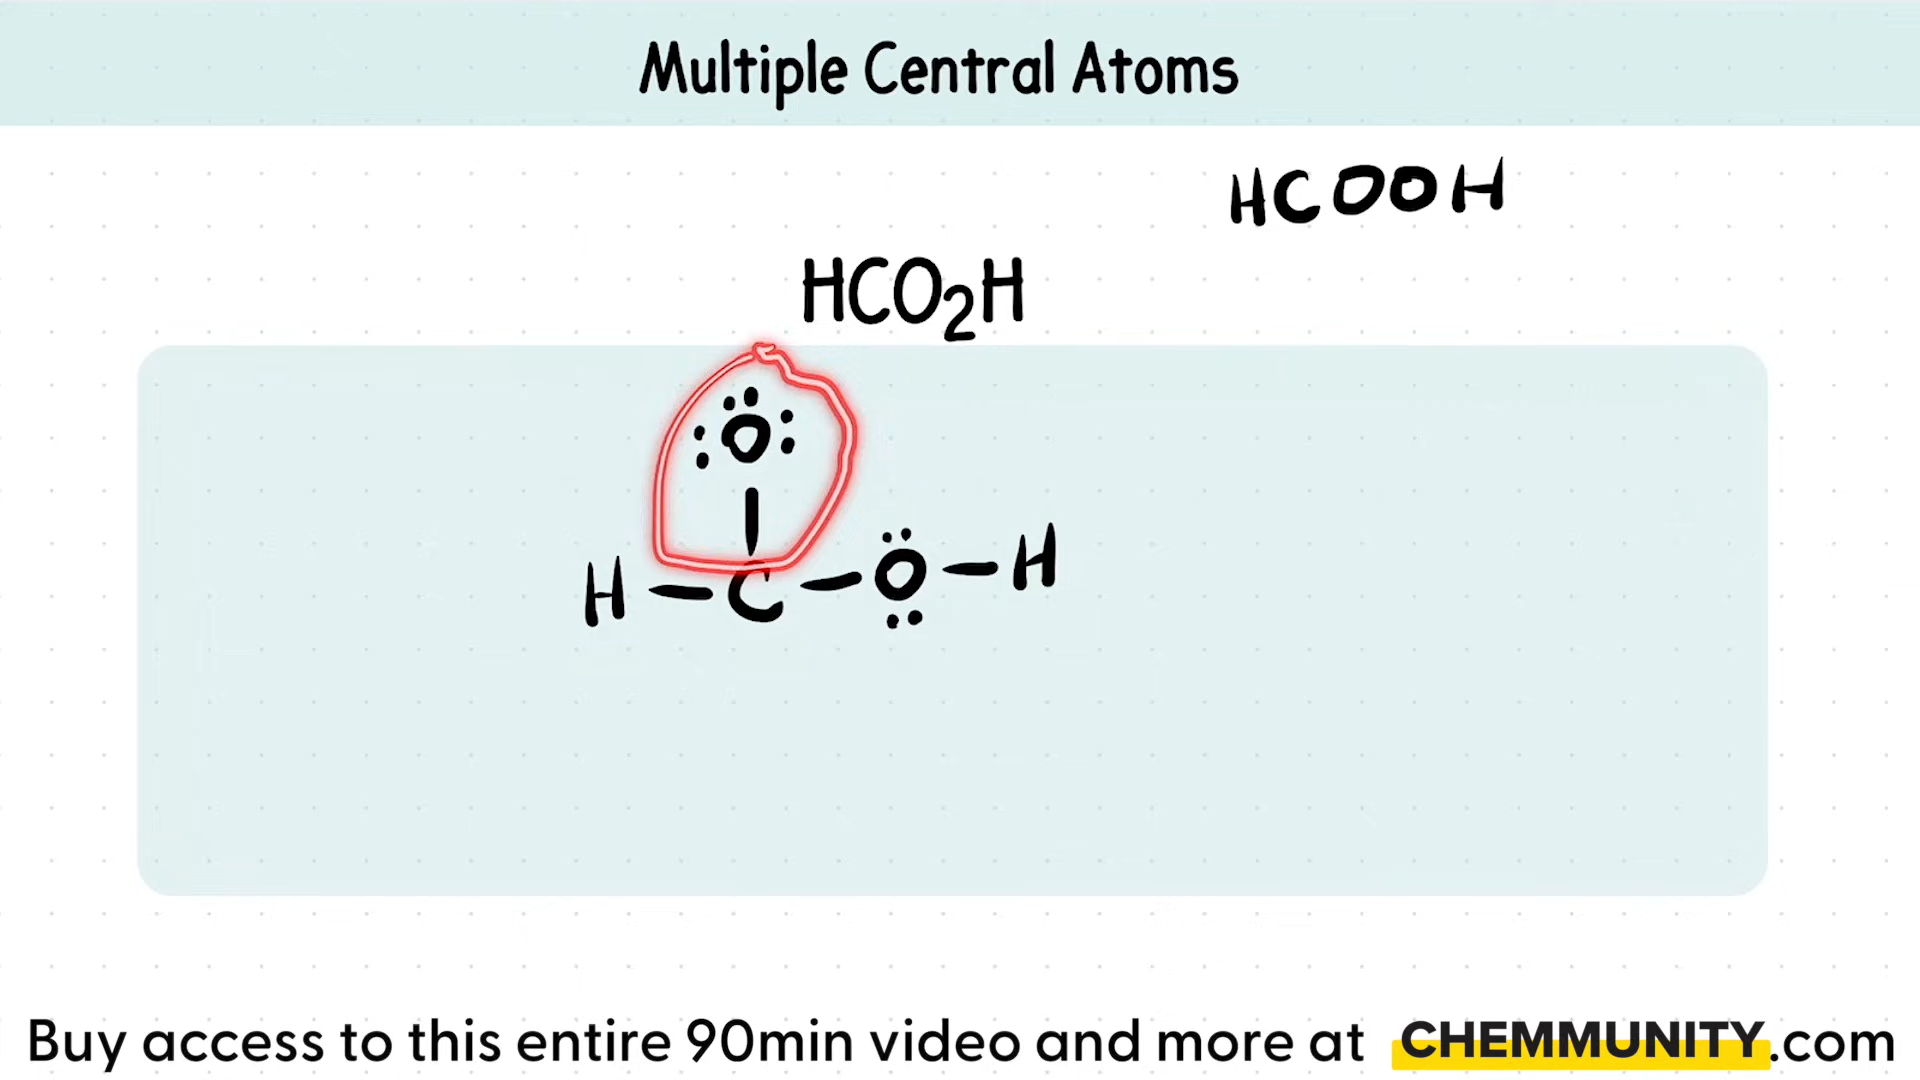 Multiple Central Atoms
HCOOH
HCO₂H
O
H – C – O – H
Buy access to this entire 90min video and more at CHEMMUNITY.com